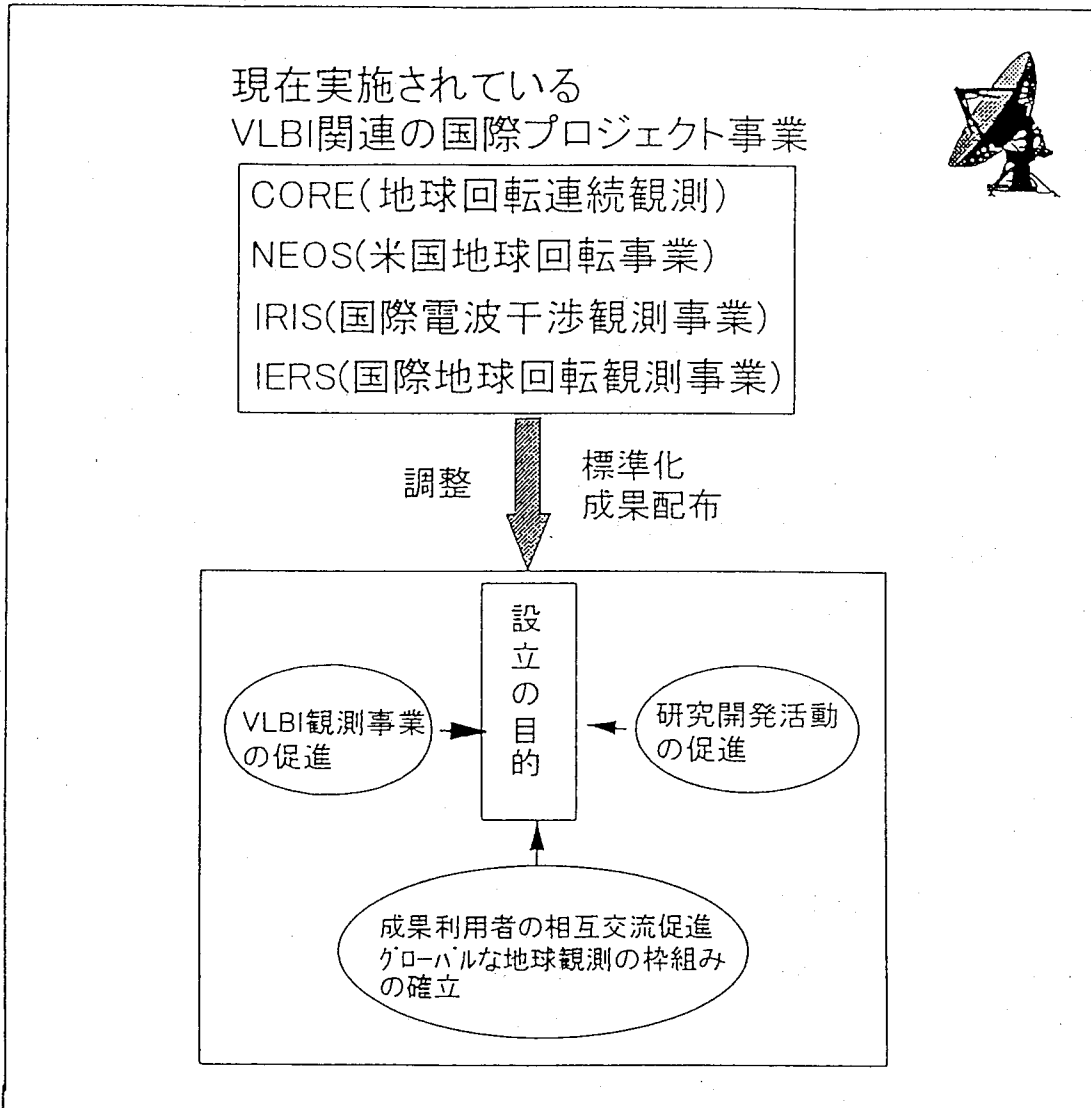 現在実施されている
VLBI関連の国際プロジェクト事業
CORE(地球回転連続観測)
NEOS(米国地球回転事業)
IRIS(国際電波干渉観測事業)
IERS(国際地球回転観測事業)
調整
標準化
成果配布
設立の目的
VLBI観測事業
の促進
研究開発活動
の促進
成果利用者の相互交流促進
グローバルな地球観測の枠組み
の確立